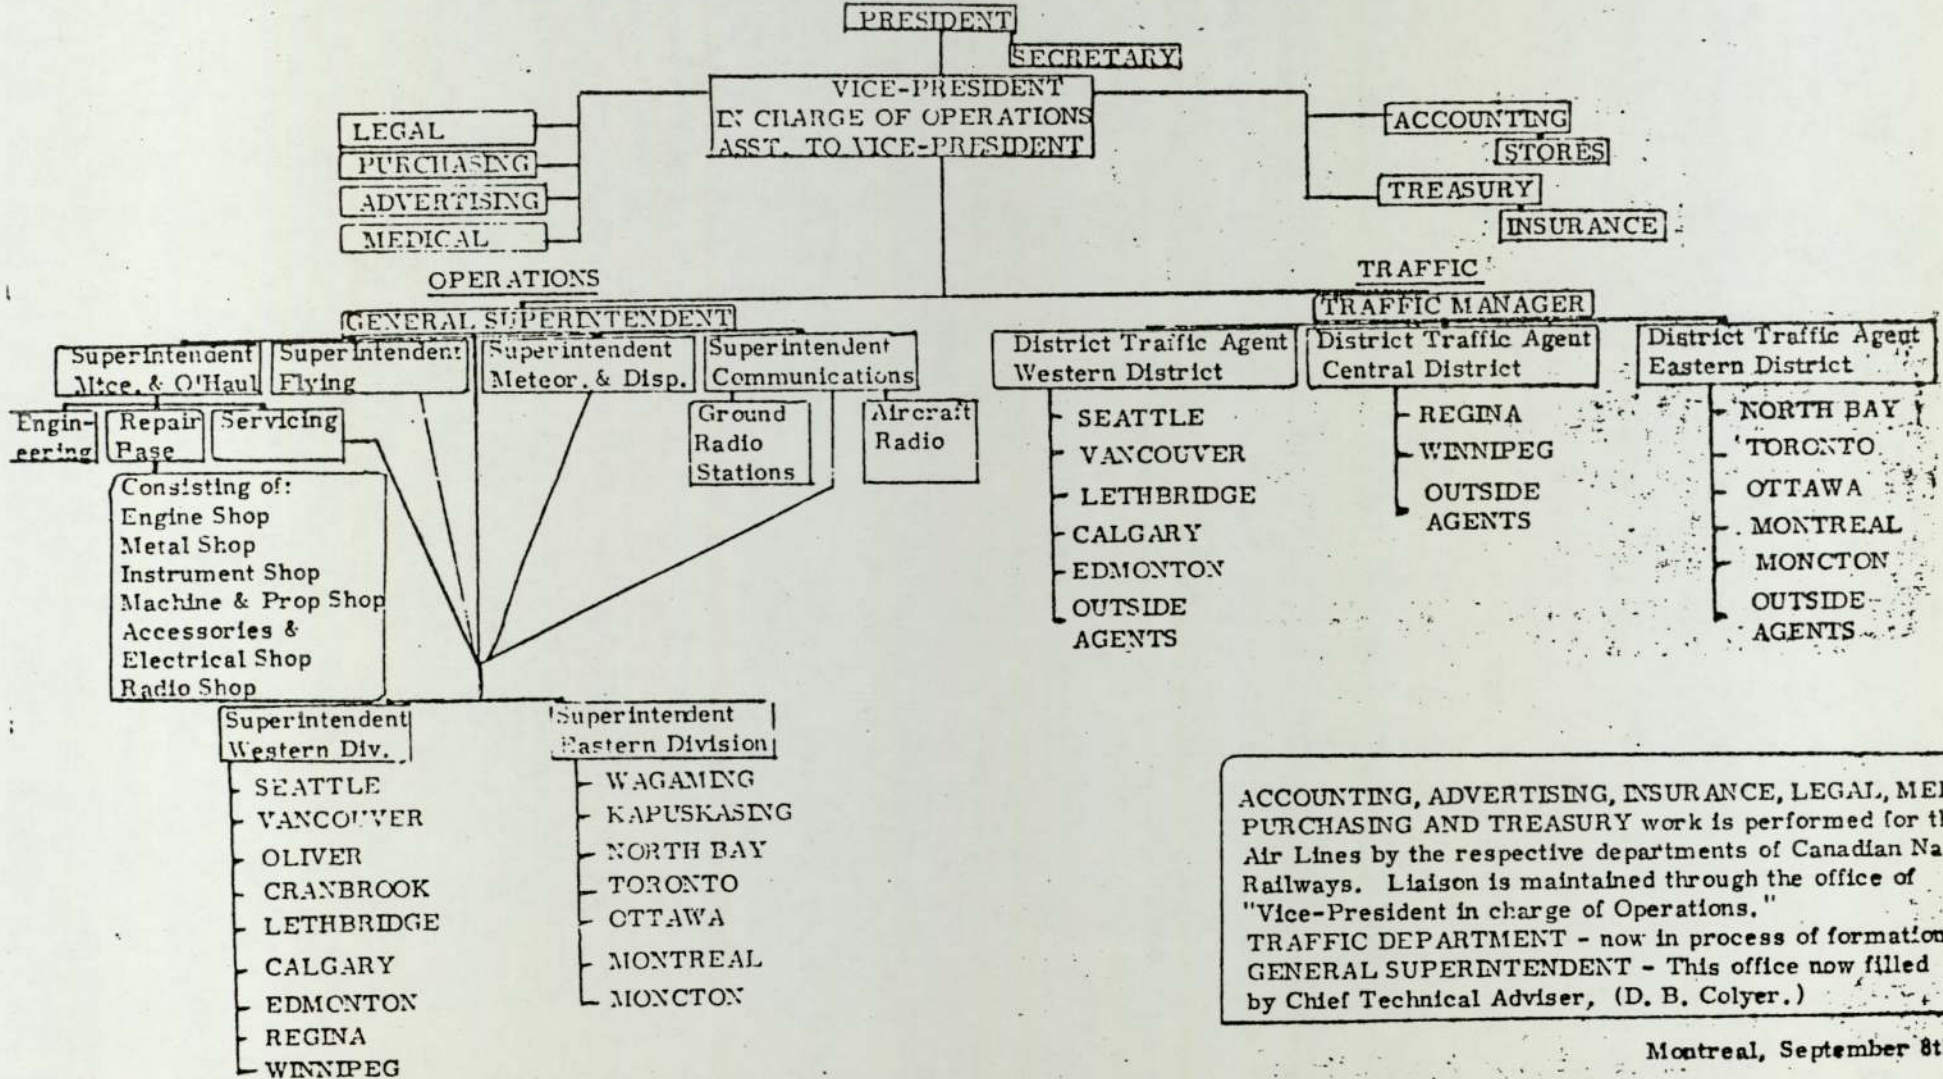 PRESIDENT
SECRETARY
VICE-PRESIDENT
IN CHARGE OF OPERATIONS
ASST. TO VICE-PRESIDENT
LEGAL
PURCHASING
ADVERTISING
MEDICAL
ACCOUNTING
STORES
TREASURY
INSURANCE
OPERATIONS
GENERAL SUPERINTENDENT
Superintendent
Mtce. & O'Haul
Superintendent
Flying
Superintendent
Meteor. & Disp.
Superintendent
Communications
Engin-
eering
Repair
Base
Servicing
Ground
Radio
Stations
Aircraft
Radio
Consisting of:
Engine Shop
Metal Shop
Instrument Shop
Machine & Prop Shop
Accessories &
Electrical Shop
Radio Shop
Superintendent
Western Div.
SEATTLE
VANCOUVER
OLIVER
CRANBROOK
LETHBRIDGE
CALGARY
EDMONTON
REGINA
WINNIPEG
Superintendent
Eastern Division
WAGAMING
KAPUSKASING
NORTH BAY
TORONTO
OTTAWA
MONTREAL
MONCTON
TRAFFIC
TRAFFIC MANAGER
District Traffic Agent
Western District
SEATTLE
VANCOUVER
LETHBRIDGE
CALGARY
EDMONTON
OUTSIDE
AGENTS
District Traffic Agent
Central District
REGINA
WINNIPEG
OUTSIDE
AGENTS
District Traffic Agent
Eastern District
NORTH BAY
TORONTO
OTTAWA
MONTREAL
MONCTON
OUTSIDE
AGENTS
ACCOUNTING, ADVERTISING, INSURANCE, LEGAL,
PURCHASING AND TREASURY work is performed for
Air Lines by the respective departments of Canadian
Railways. Liaison is maintained through the office of
"Vice-President in charge of Operations."
TRAFFIC DEPARTMENT - now in process of formation
GENERAL SUPERINTENDENT - This office now filled
by Chief Technical Adviser, (D. B. Colyer.)
Montreal, September